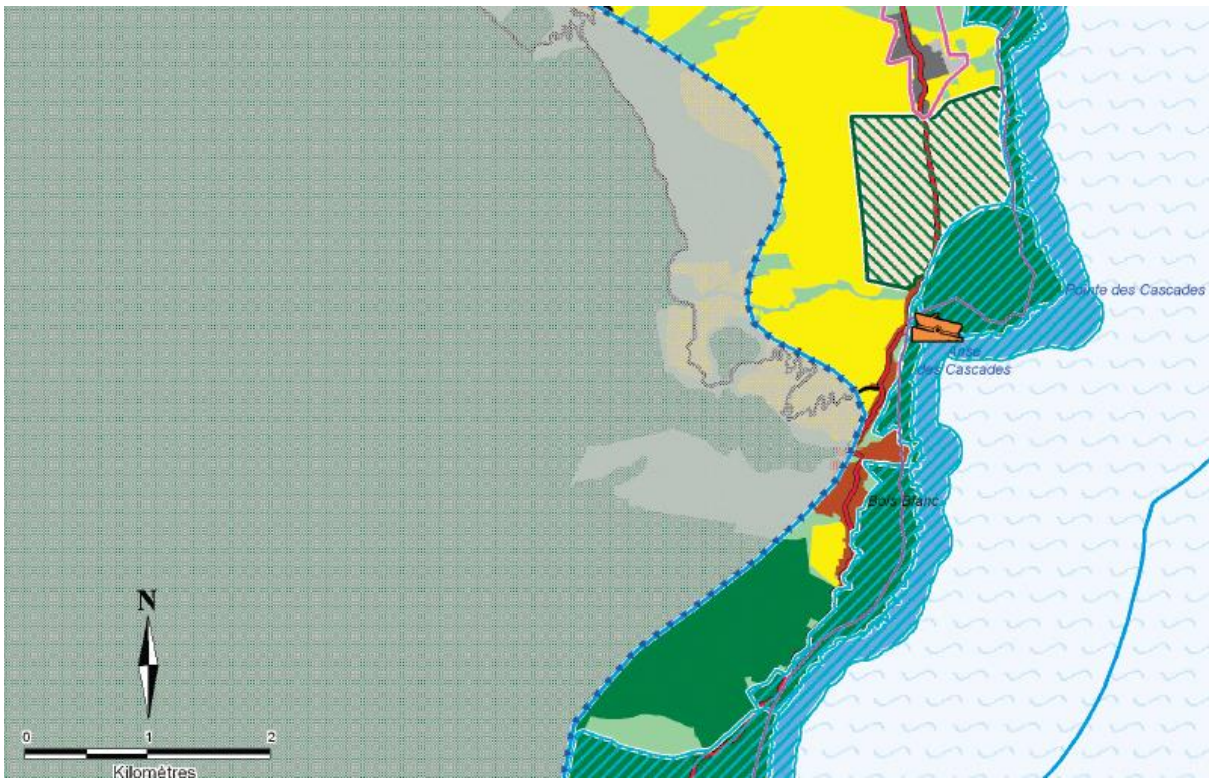 Pointe des Cascades
Anse
des Cascades
Bois Blanc
N
0 1 2
Kilomètres